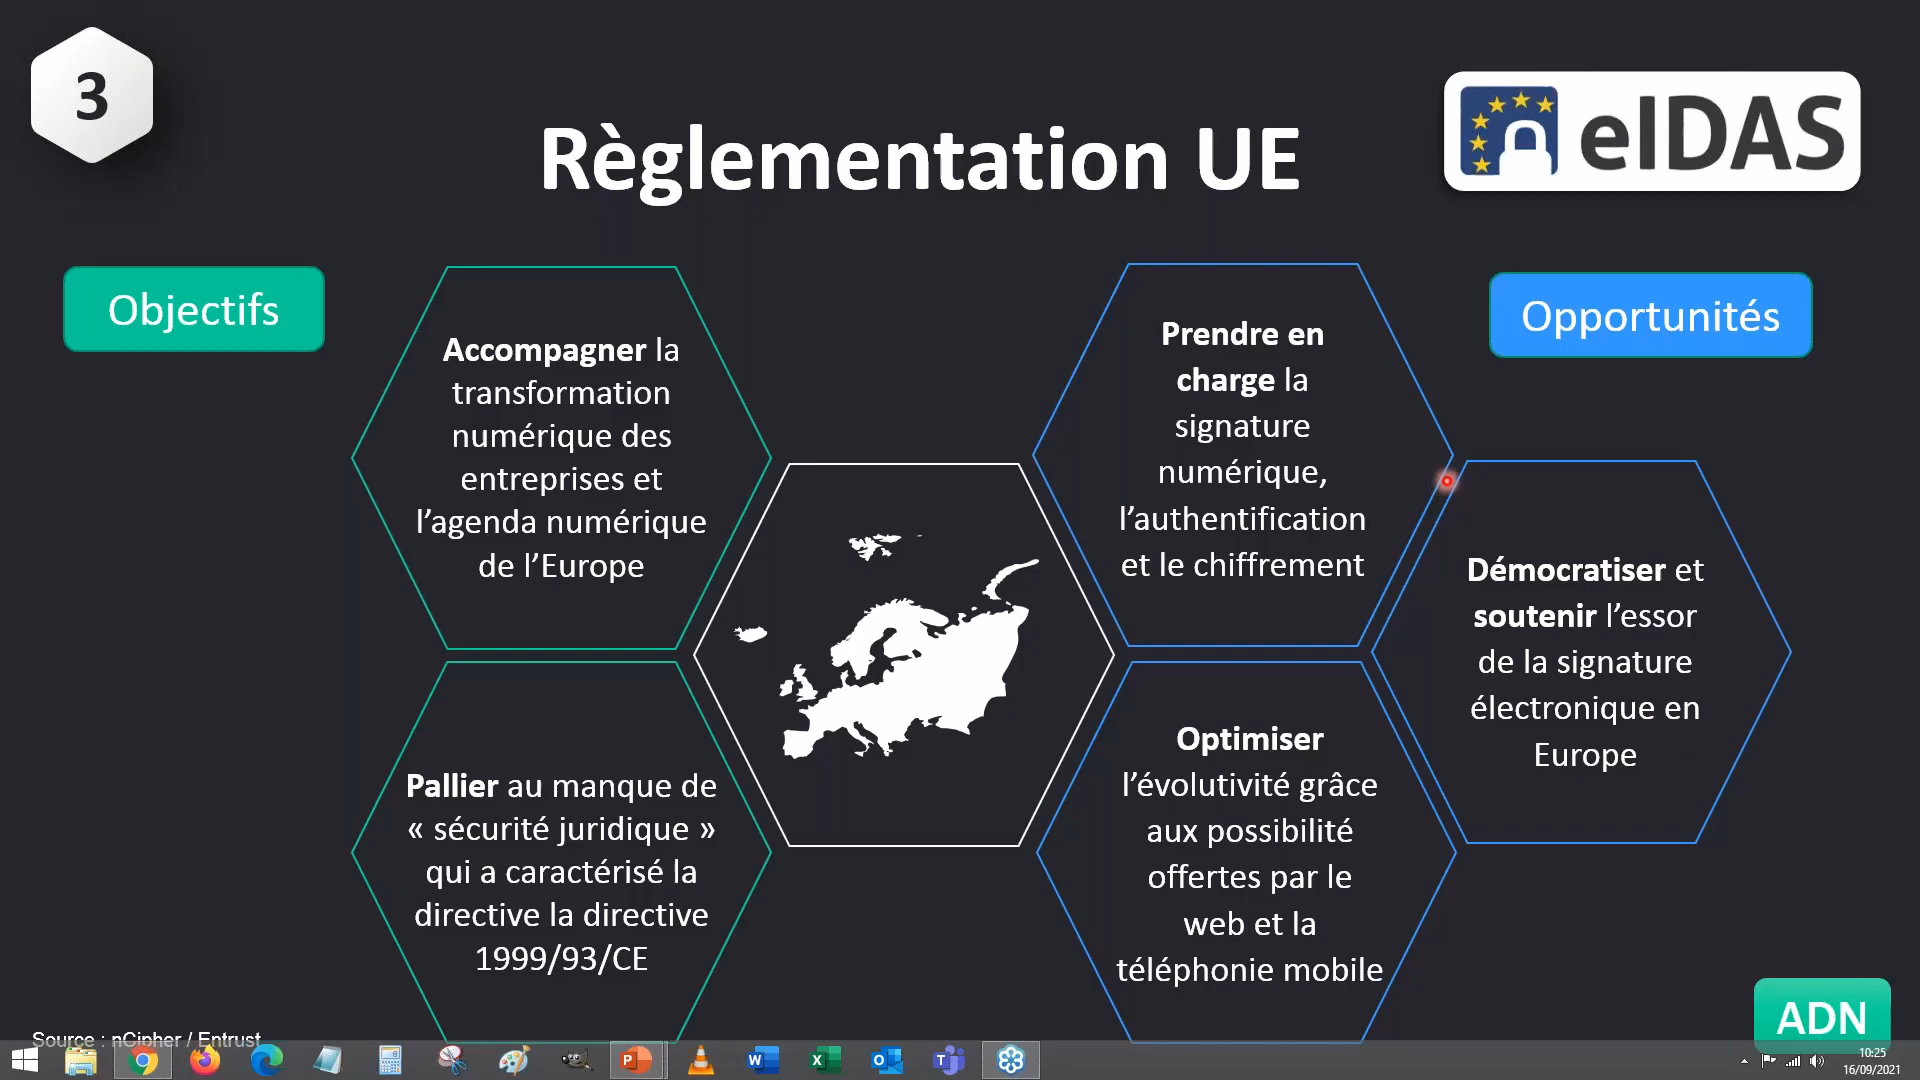 3
Règlementation UE
eIDAS
Objectifs
Accompagner la
transformation
numérique des
entreprises et
l’agenda numérique
de l’Europe
Pallier au manque de
« sécurité juridique »
qui a caractérisé la
directive la directive
1999/93/CE
Opportunités
Prendre en
charge la
signature
numérique,
l’authentification
et le chiffrement
Démocratiser et
soutenir l’essor
de la signature
électronique en
Europe
Optimiser
l’évolutivité grâce
aux possibilité
offertes par le
web et la
téléphonie mobile
ADN
Source : nCipher / Entrust
10:25
16/09/2021